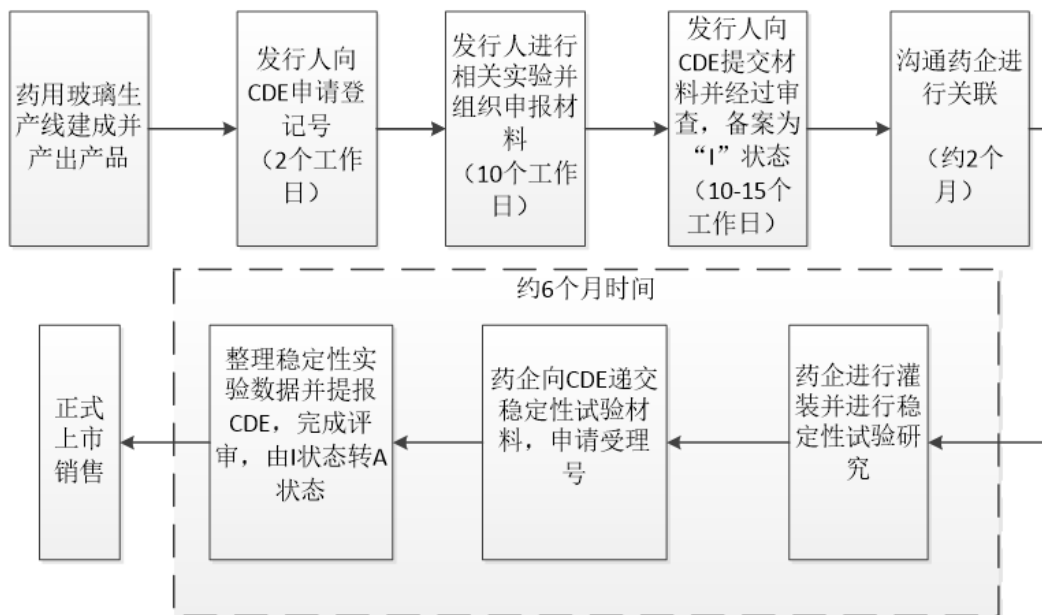 药用玻璃生
产线建成并
产出产品
发行人向
CDE申请登
记号
（2个工作
日）
发行人进行
相关实验并
组织申报材
料
（10个工作
日）
发行人向
CDE提交材
料并经过审
查，备案为
“I”状态
（10-15个
工作日）
沟通药企进
行关联
（约2个
月）
约6个月时间
药企进行灌
装并进行稳
定性试验研
究
药企向CDE递交
稳定性试验材
料，申请受理
号
整理稳定性实
验数据并提报
CDE，完成评
审，由I状态转A
状态
正式
上市
销售